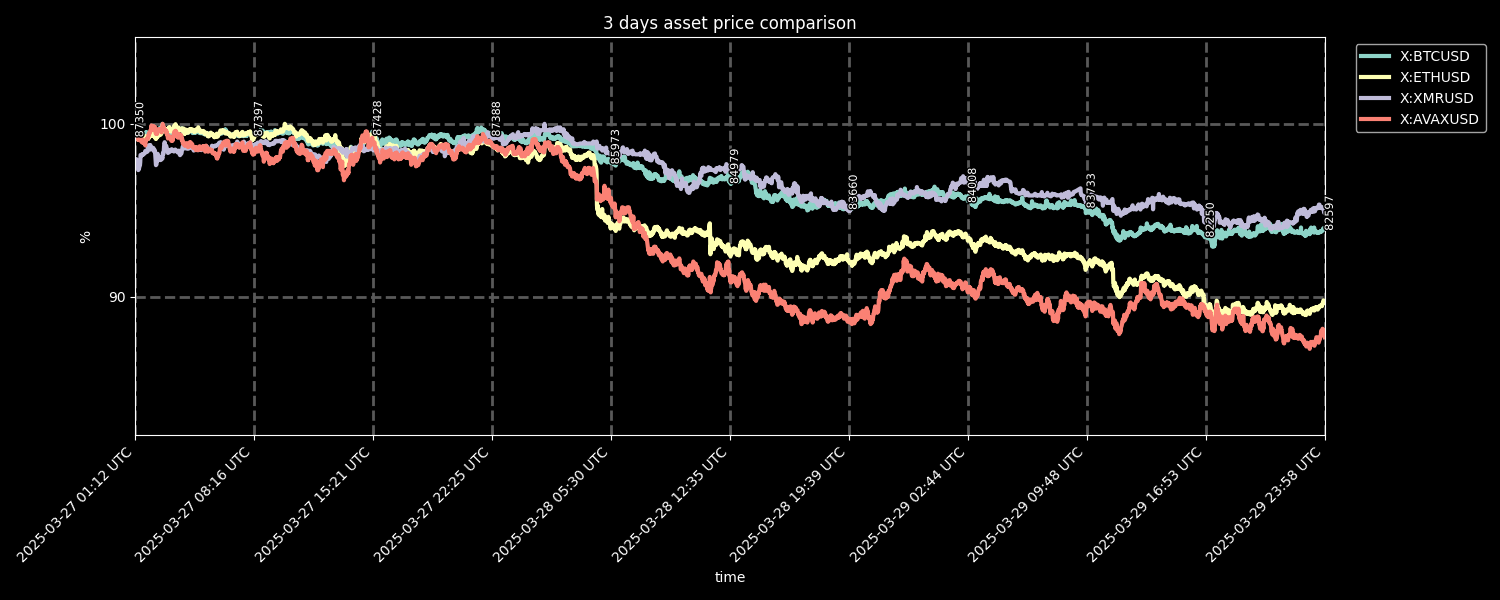 3 days asset price comparison
X:BTCUSD
X:ETHUSD
X:XMRUSD
X:AVAXUSD
%
100
90
87350
87397
87428
87388
85973
84979
83660
84008
83733
82250
82597
2025-03-27 01:12 UTC
2025-03-27 08:16 UTC
2025-03-27 15:21 UTC
2025-03-27 22:25 UTC
2025-03-28 05:30 UTC
2025-03-28 12:35 UTC
2025-03-28 19:39 UTC
2025-03-29 02:44 UTC
2025-03-29 09:48 UTC
2025-03-29 16:53 UTC
2025-03-29 23:58 UTC
time